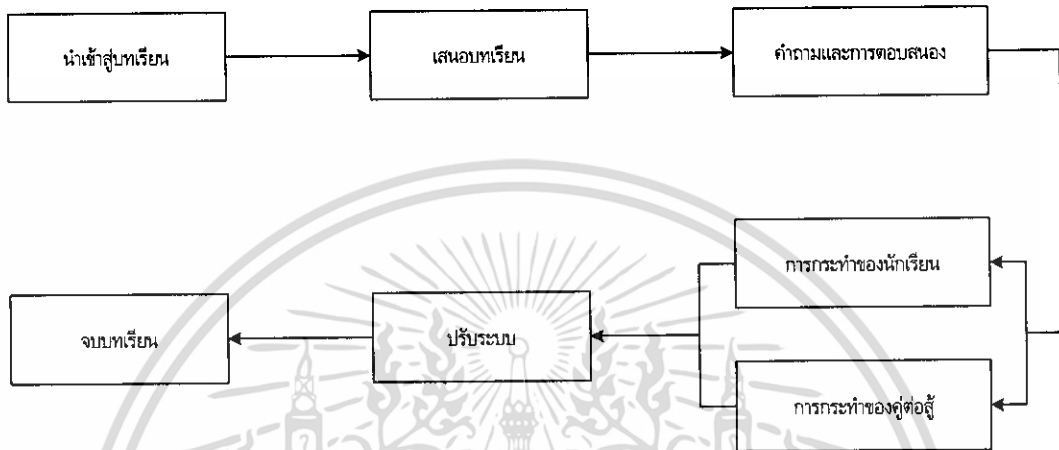 นำเข้าสู่บทเรียน
เสนอบทเรียน
คำถามและการตอบสนอง
การกระทำของนักเรียน
การกระทำของคู่ต่อสู้
ปรับระบบ
จบบทเรียน